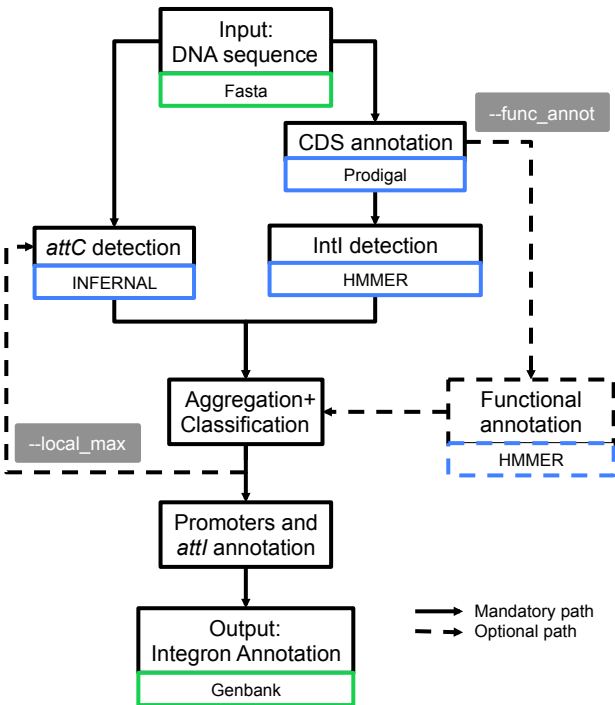 Input:
DNA sequence
Fasta
--func_annot
CDS annotation
Prodigal
attC detection
INFERNAL
IntI detection
HMMER
Aggregation+
Classification
Functional
annotation
HMMER
--local_max
Promoters and
attI annotation
Output:
Integron Annotation
Genbank
Mandatory path
Optional path